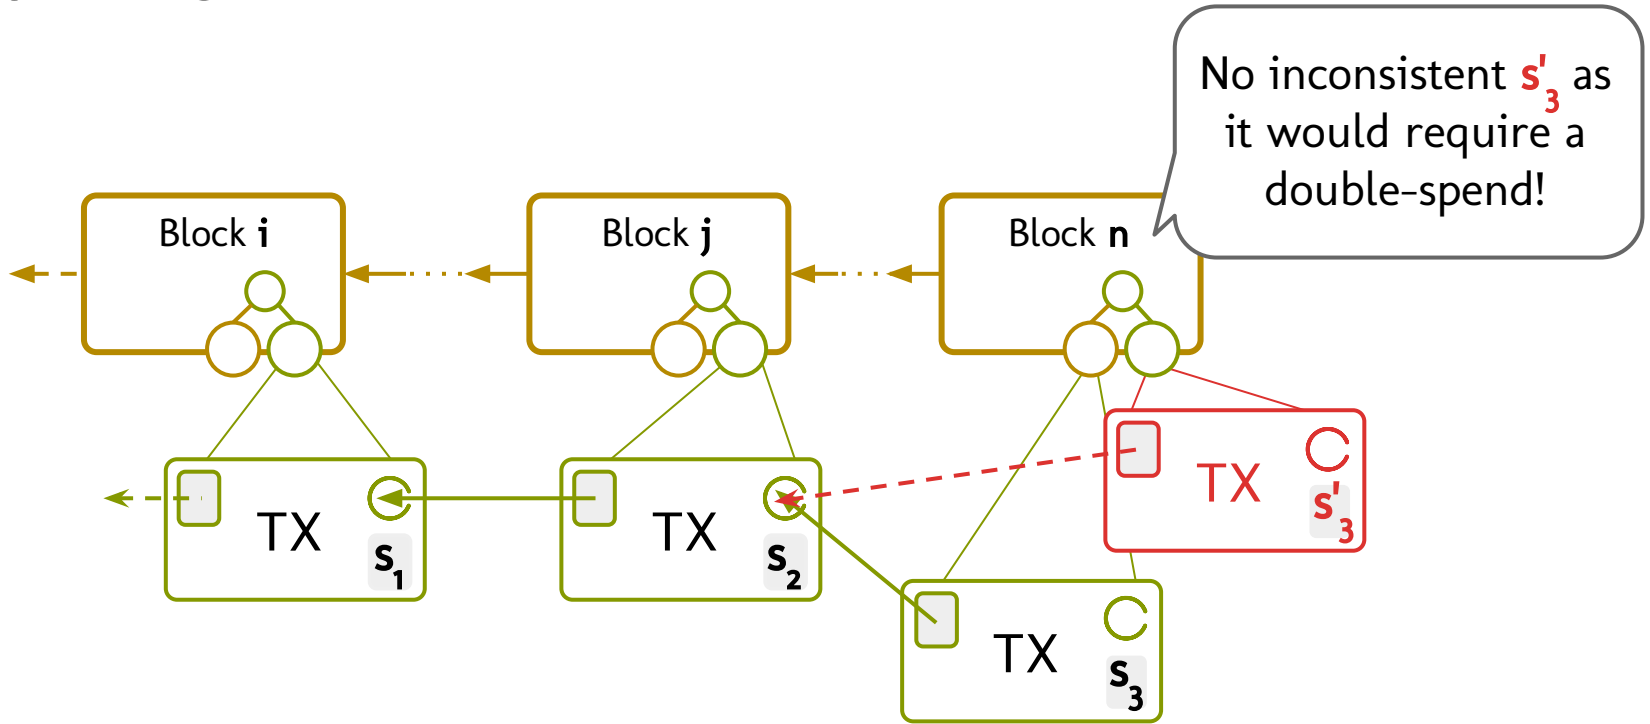 No inconsistent s'3 as
it would require a
double-spend!
Block i
Block j
Block n
TX
s1
TX
s2
TX
s'3
TX
s3